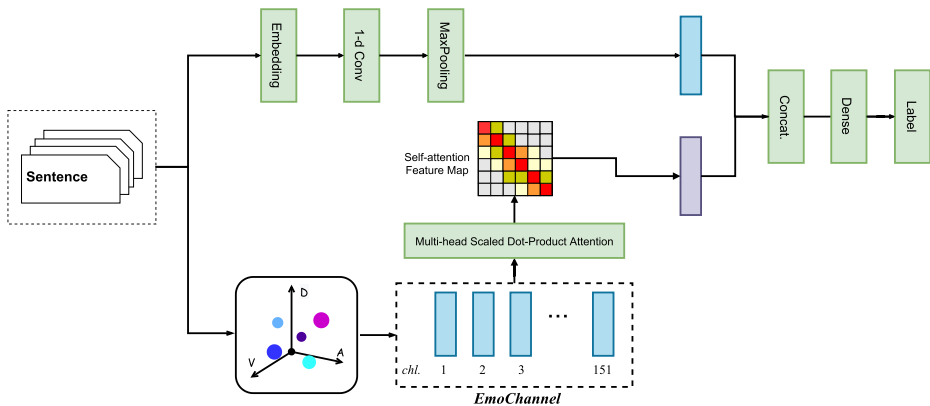 Embedding
1-d Conv
MaxPooling
Sentence
Self-attention
Feature Map
Concat.
Dense
Label
Multi-head Scaled Dot-Product Attention
D
V
A
...
chl. 1 2 3 151
EmoChannel